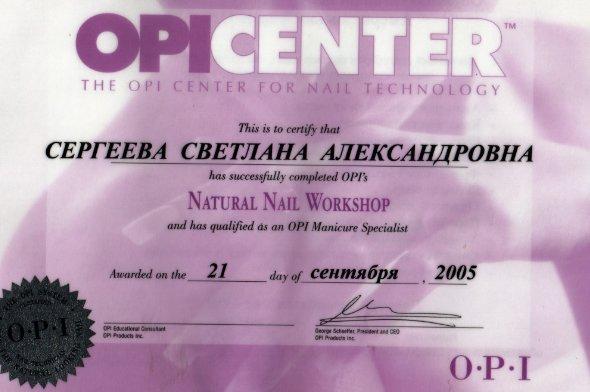 OPICENTER™
THE OPI CENTER FOR NAIL TECHNOLOGY
This is to certify that
СЕРГЕЕВА СВЕТЛАНА АЛЕКСАНДРОВНА
has successfully completed OPI's
NATURAL NAIL WORKSHOP
and has qualified as an OPI Manicure Specialist
Awarded on the 21 day of сентября, 2005
OPI Educational Consultant
OPI Products Inc.
George Schaeffer, President and CEO
OPI Products Inc.
O·P·I
O·P·I